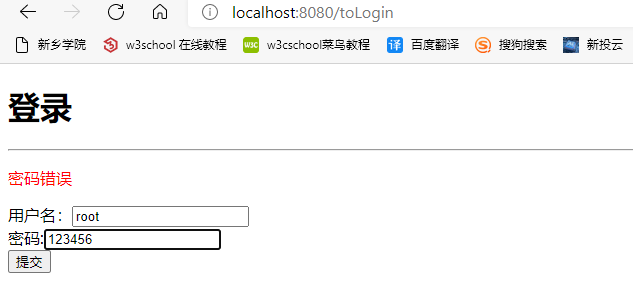 localhost:8080/toLogin
新乡学院 w3school 在线教程 W3C w3cschool菜鸟教程 译 百度翻译 S 搜狗搜索 新投云
登录
密码错误
用户名: root
密码:123456
提交